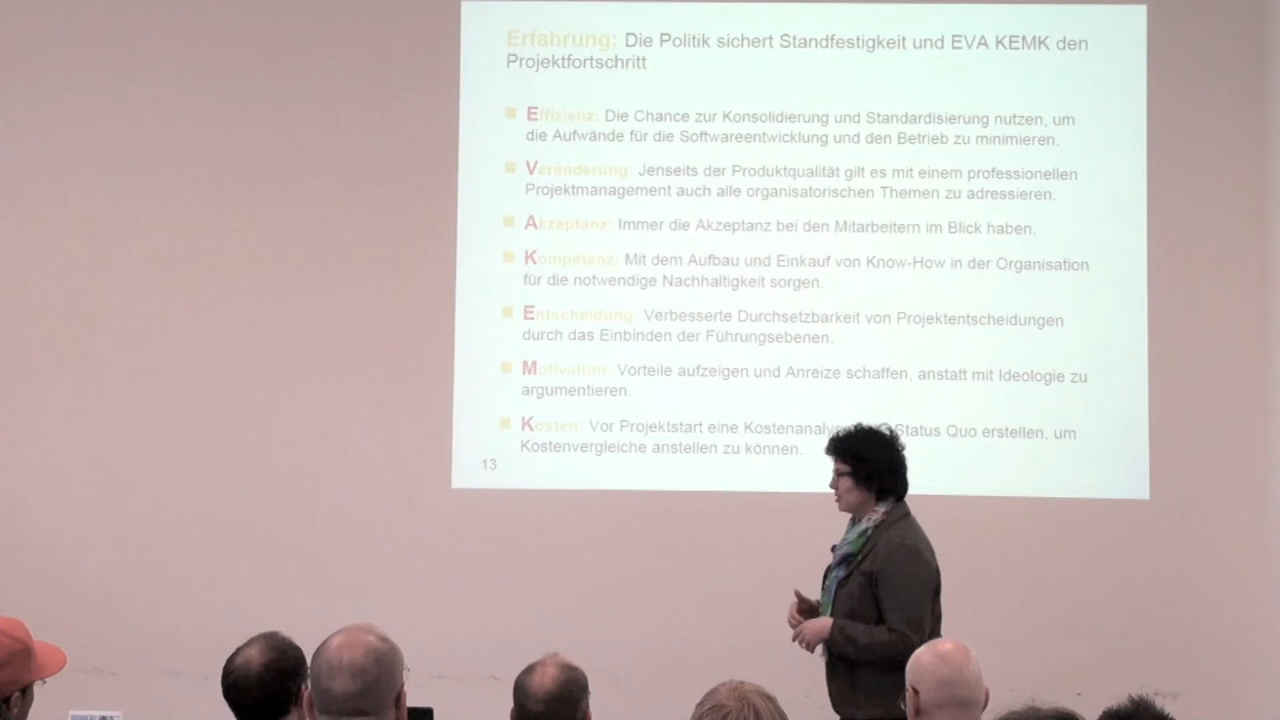 Erfahrung: Die Politik sichert Standfestigkeit und EVA KEMK den
Projektfortschritt
Effizienz: Die Chance zur Konsolidierung und Standardisierung nutzen, um
die Aufwände für die Softwareentwicklung und den Betrieb zu minimieren.
Veränderung: Jenseits der Produktqualität gilt es mit einem professionellen
Projektmanagement auch alle organisatorischen Themen zu adressieren.
Akzeptanz: Immer die Akzeptanz bei den Mitarbeitern im Blick haben.
Kompetenz: Mit dem Aufbau und Einkauf von Know-How in der Organisation
für die notwendige Nachhaltigkeit sorgen.
Entscheidung: Verbesserte Durchsetzbarkeit von Projektentscheidungen
durch das Einbinden der Führungsebenen.
Motivation: Vorteile aufzeigen und Anreize schaffen, anstatt mit Ideologie zu
argumentieren.
Kosten: Vor Projektstart eine Status Quo erstellen, um
Kostenvergleiche anstellen zu können.
13